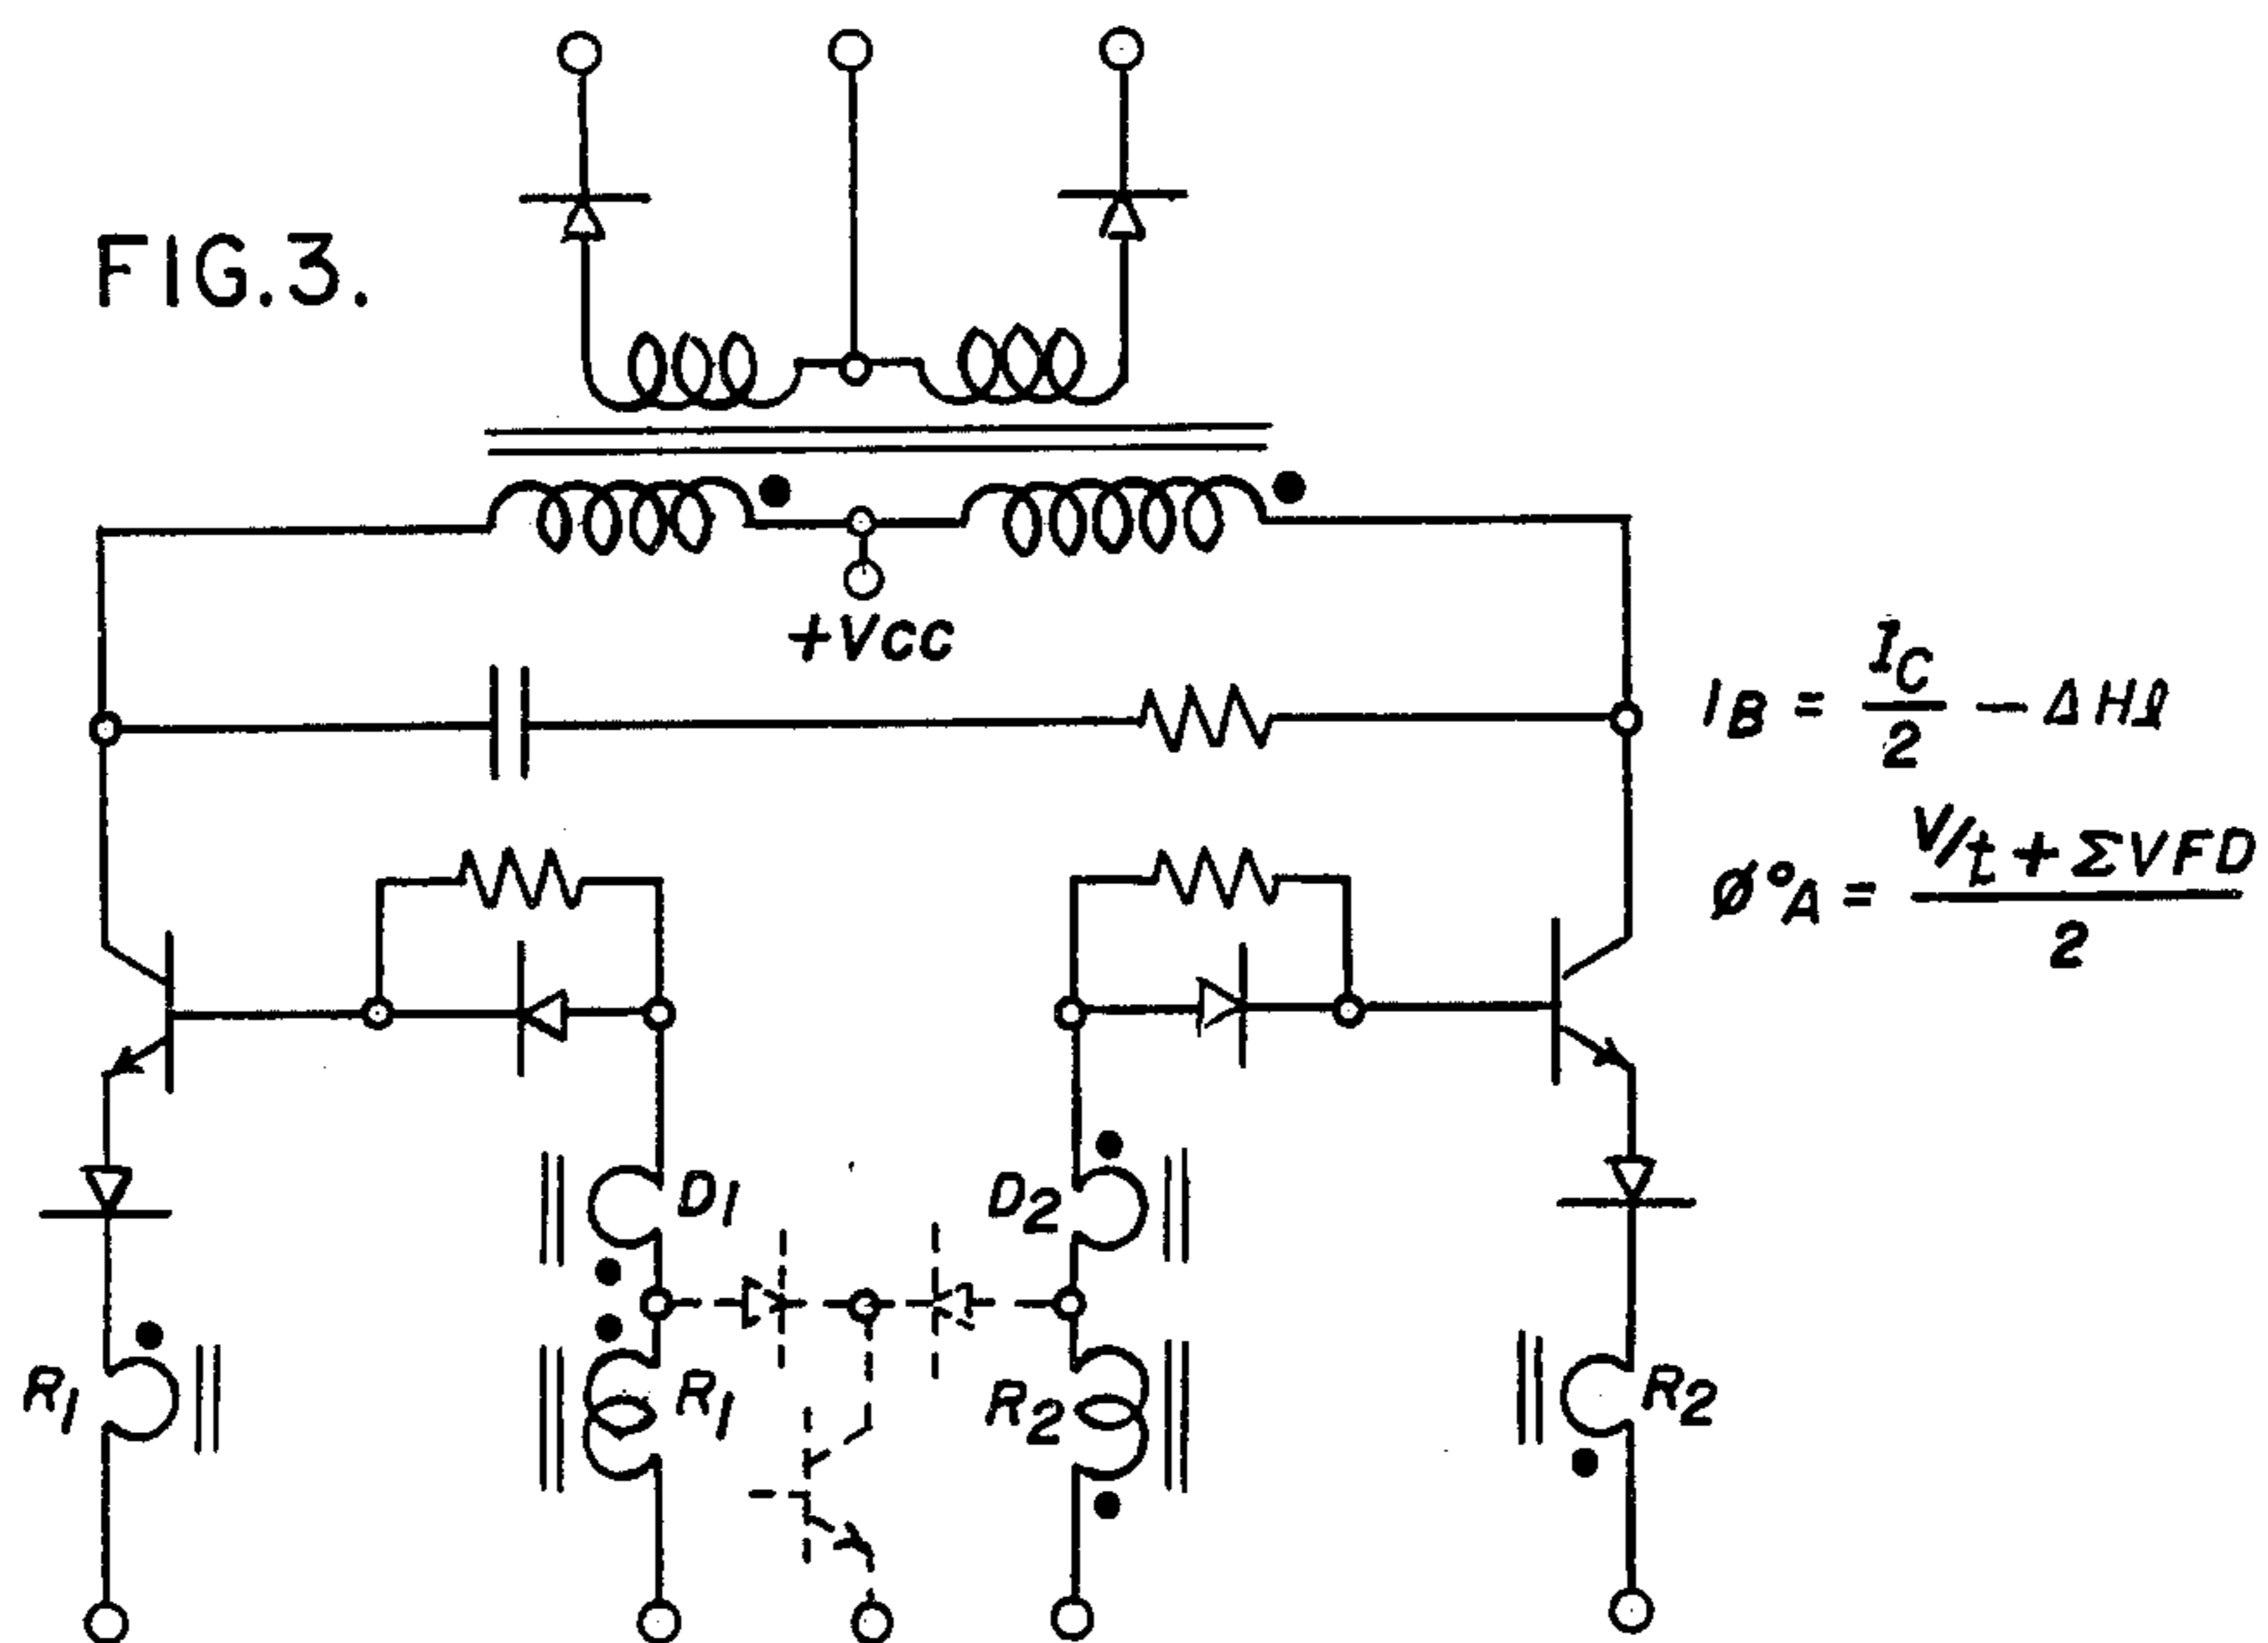 FIG.3.
+VCC
IB = IC/2 - ΔHl
Ø°A = V/t + ΣVFD / 2
D1
D2
R1
R1
R2
R2